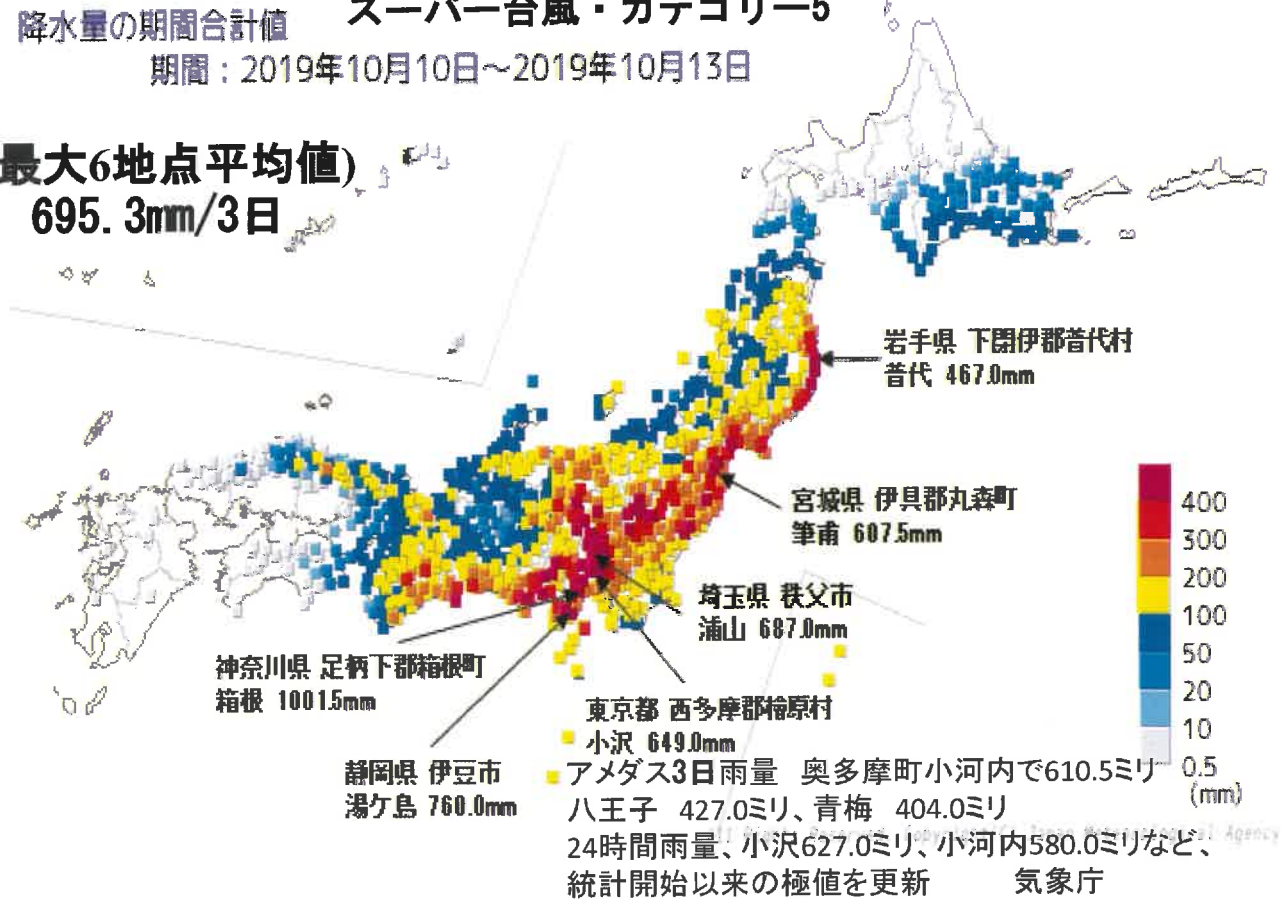 スーパー台風・カテゴリー5
降水量の期間合計値
期間：2019年10月10日～2019年10月13日
最大6地点平均値)
695.3mm/3日
岩手県 下閉伊郡普代村
普代 467.0mm
宮城県 伊具郡丸森町
筆甫 607.5mm
埼玉県 秩父市
浦山 687.0mm
神奈川県 足柄下郡箱根町
箱根 1001.5mm
東京都 西多摩郡檜原村
小沢 649.0mm
静岡県 伊豆市
湯ケ島 760.0mm
400
300
200
100
50
20
10
0.5
(mm)
アメダス3日雨量　奥多摩町小河内で610.5ミリ
八王子　427.0ミリ、青梅　404.0ミリ
24時間雨量、小沢627.0ミリ、小河内580.0ミリなど、
統計開始以来の極値を更新　　　気象庁
Copyright (C) Japan Meteorological Agency